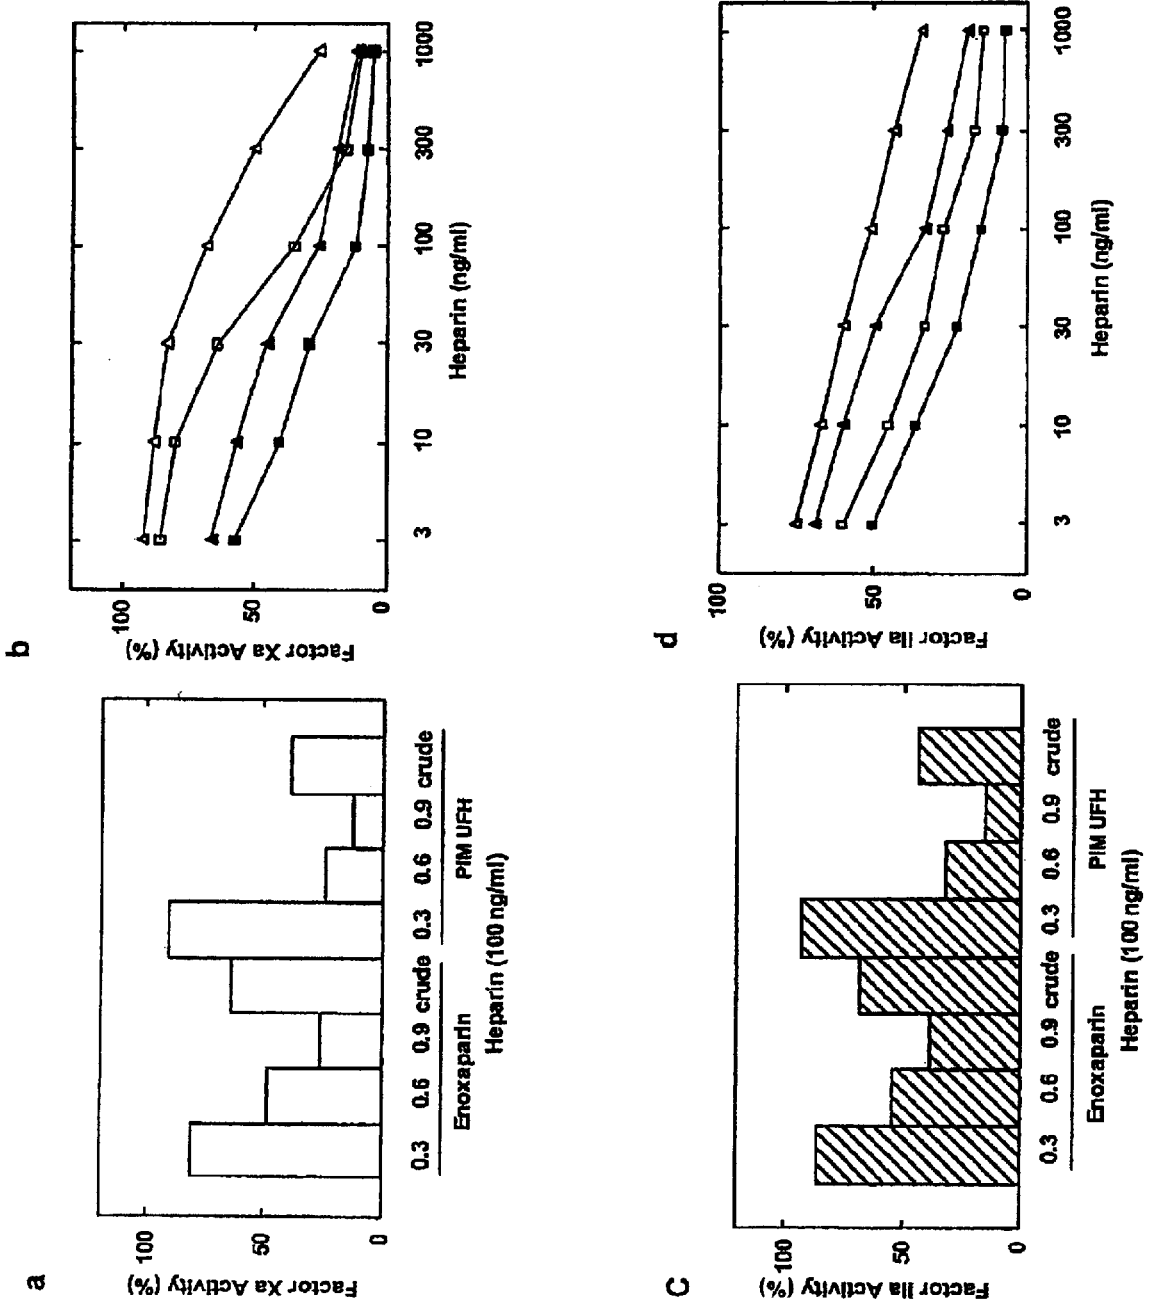 a
Factor Xa Activity (%)
100
50
0
0.3 0.6 0.9 crude 0.3 0.6 0.9 crude
Enoxaparin PIM UFH
Heparin (100 ng/ml)
b
Factor Xa Activity (%)
100
50
0
3 10 30 100 300 1000
Heparin (ng/ml)
C
Factor IIa Activity (%)
100
50
0
0.3 0.6 0.9 crude 0.3 0.6 0.9 crude
Enoxaparin PIM UFH
Heparin (100 ng/ml)
d
Factor IIa Activity (%)
100
50
0
3 10 30 100 300 1000
Heparin (ng/ml)